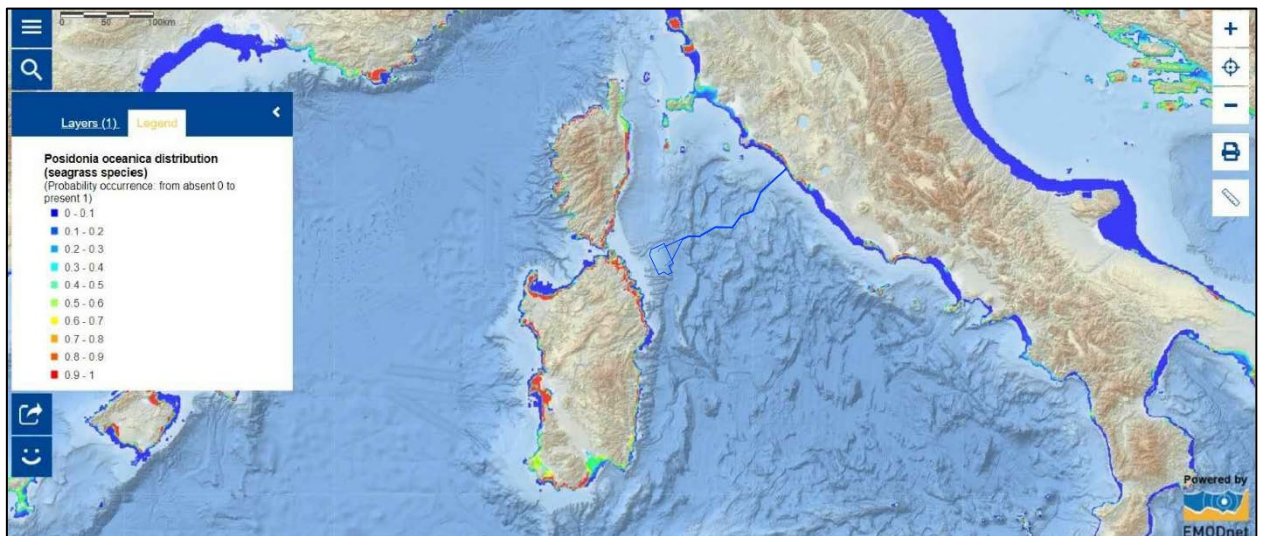 0 50 100km
Layers (1) Legend
Posidonia oceanica distribution
(seagrass species)
(Probability occurrence: from absent 0 to
present 1)
0 - 0.1
0.1 - 0.2
0.2 - 0.3
0.3 - 0.4
0.4 - 0.5
0.5 - 0.6
0.6 - 0.7
0.7 - 0.8
0.8 - 0.9
0.9 - 1
Powered by
EMODnet